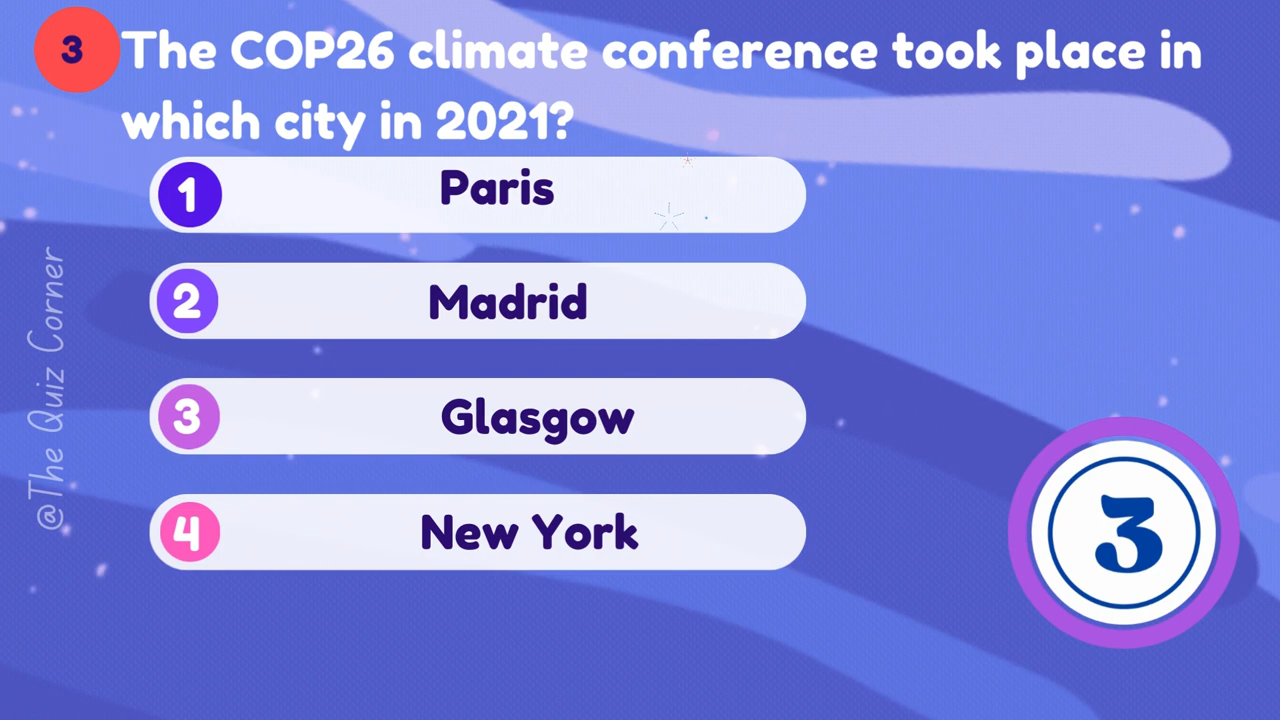 3
The COP26 climate conference took place in
which city in 2021?
1 Paris
2 Madrid
3 Glasgow
4 New York
3
@The Quiz Corner